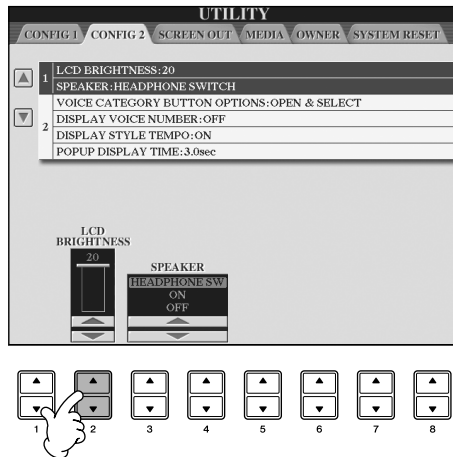 UTILITY
CONFIG 1 CONFIG 2 SCREEN OUT MEDIA OWNER SYSTEM RESET
1 LCD BRIGHTNESS:20
SPEAKER:HEADPHONE SWITCH
2 VOICE CATEGORY BUTTON OPTIONS:OPEN & SELECT
DISPLAY VOICE NUMBER:OFF
DISPLAY STYLE TEMPO:ON
POPUP DISPLAY TIME:3.0sec
LCD
BRIGHTNESS
20
SPEAKER
HEADPHONE SW
ON
OFF
1 2 3 4 5 6 7 8